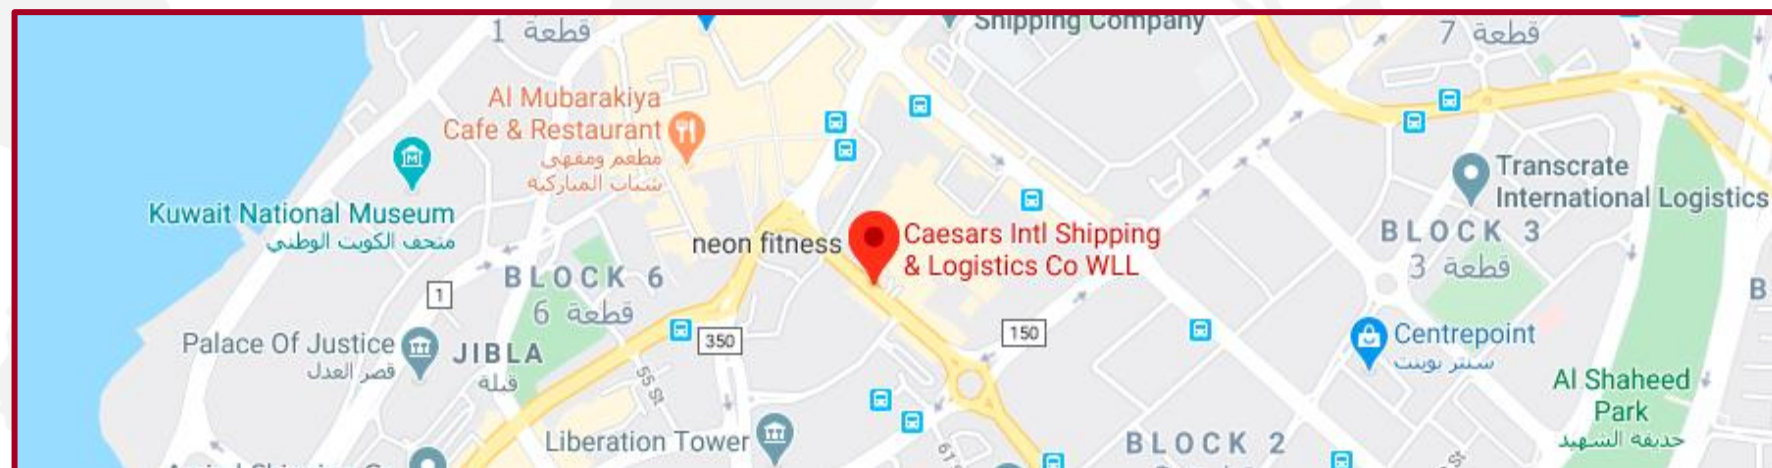 Shipping Company
قطعة 1
قطعة 7
Al Mubarakiya
Cafe & Restaurant
مطعم ومقهى
شباب المباركية
Transcrate
International Logistics
Kuwait National Museum
متحف الكويت الوطني
neon fitness
Caesars Intl Shipping
& Logistics Co WLL
BLOCK 3
قطعة 3
BLOCK 6
قطعة 6
1
B
350
150
Palace Of Justice
قصر العدل
JIBLA
قبلة
Centrepoint
سنتر بوينت
55 St
Al Shaheed
Park
حديقة الشهيد
Liberation Tower
BLOCK 2